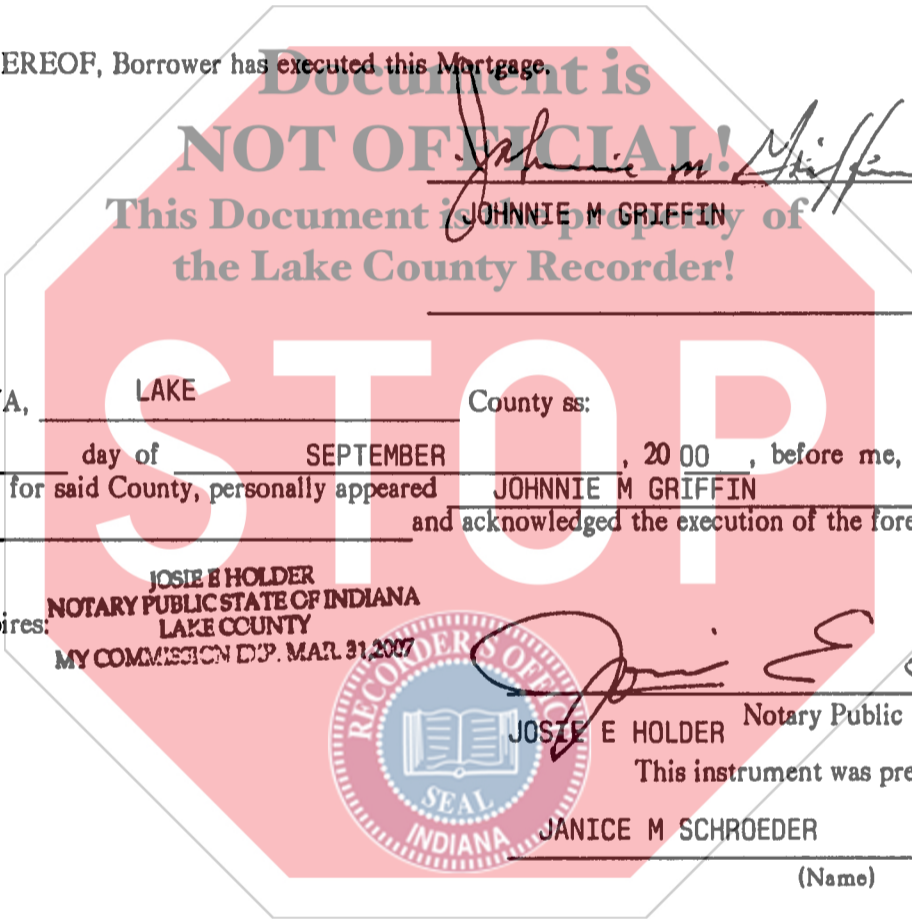 EREOF, Borrower has executed this Mortgage.
Document is
NOT OFFICIAL!
Johnnie M Griffin
This Document is the property of
JOHNNIE M GRIFFIN
the Lake County Recorder!
STOP
A, LAKE County ss:
day of SEPTEMBER , 20 00 , before me,
for said County, personally appeared JOHNNIE M GRIFFIN
and acknowledged the execution of the fore
JOSIE E HOLDER
NOTARY PUBLIC STATE OF INDIANA
ires: LAKE COUNTY
MY COMMISSION EXP. MAR. 31,2007
RECORDER'S OFFICE
SEAL
INDIANA
Josie E
JOSIE E HOLDER Notary Public
This instrument was pre
JANICE M SCHROEDER
(Name)